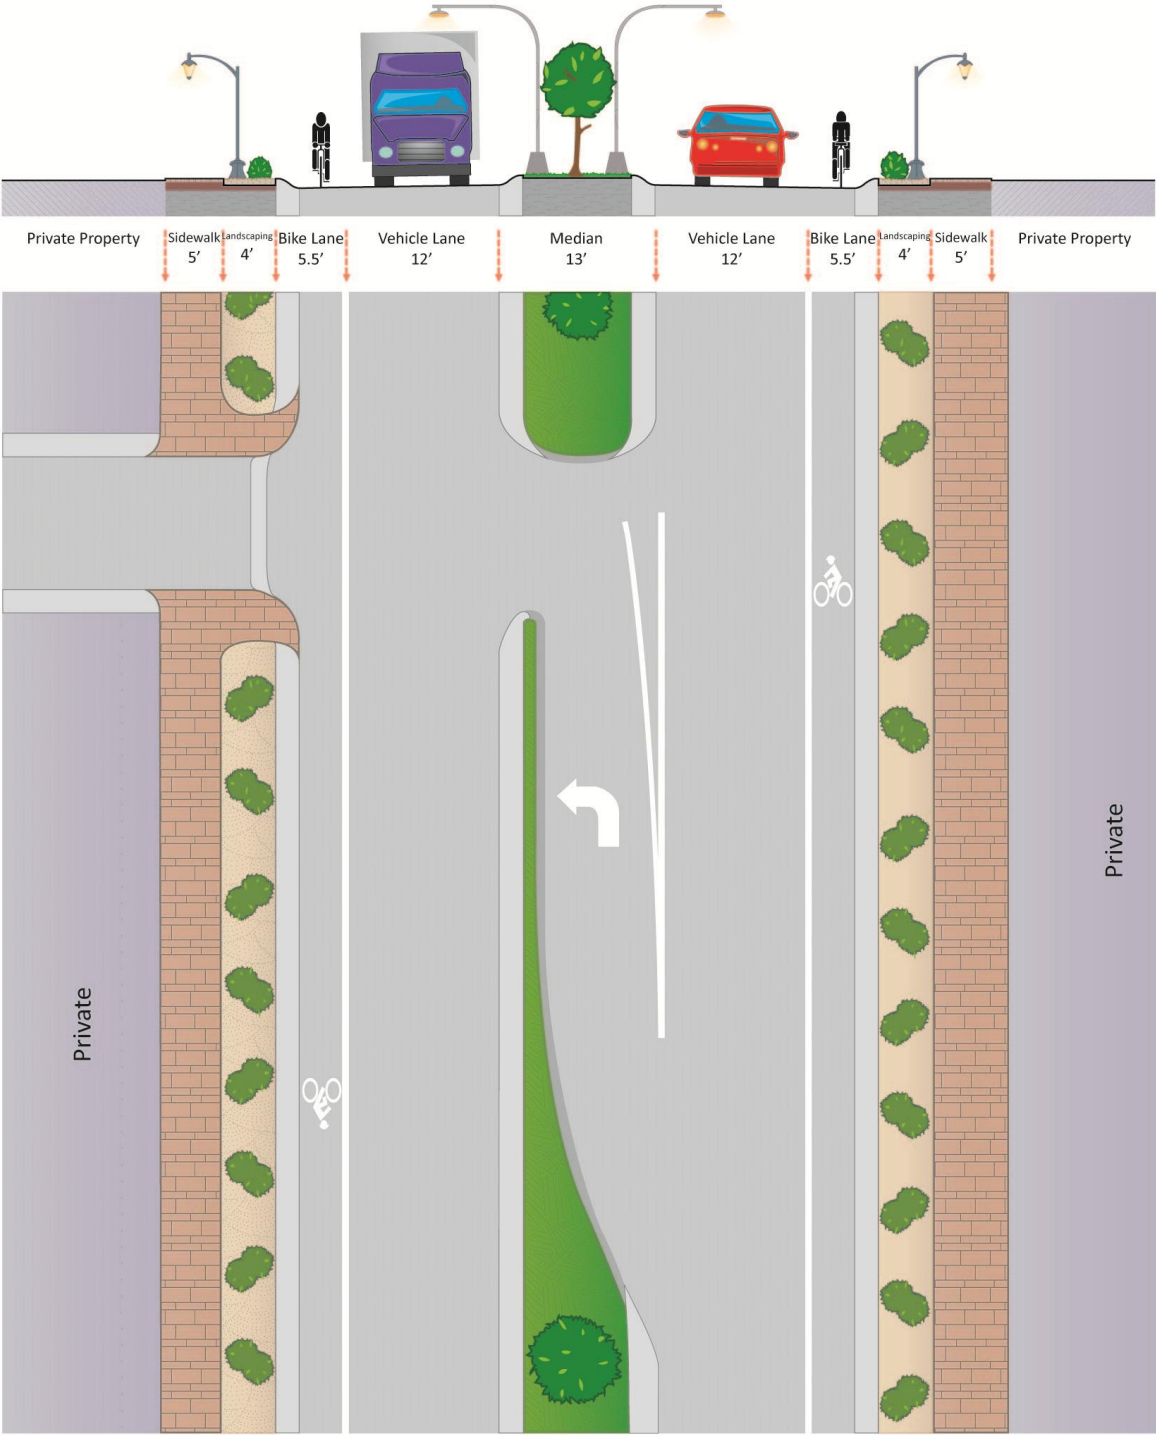 Private Property Sidewalk Landscaping Bike Lane Vehicle Lane Median Vehicle Lane Bike Lane Landscaping Sidewalk Private Property
5’ 4’ 5.5’ 12’ 13’ 12’ 5.5’ 4’ 5’
Private
Private